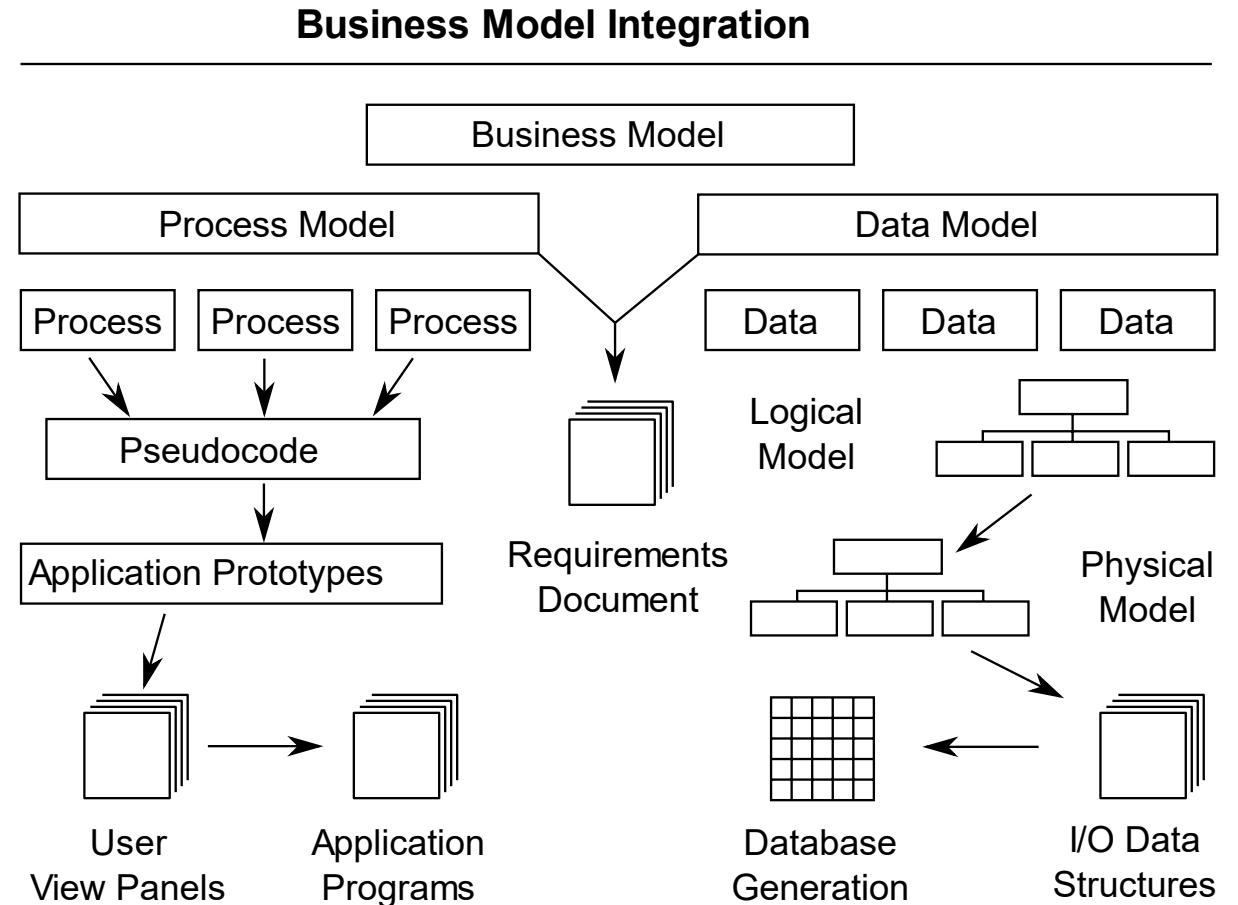 Business Model Integration
Business Model
Process Model
Data Model
Process
Process
Process
Data
Data
Data
Pseudocode
Logical
Model
Application Prototypes
Requirements
Document
Physical
Model
User
View Panels
Application
Programs
Database
Generation
I/O Data
Structures